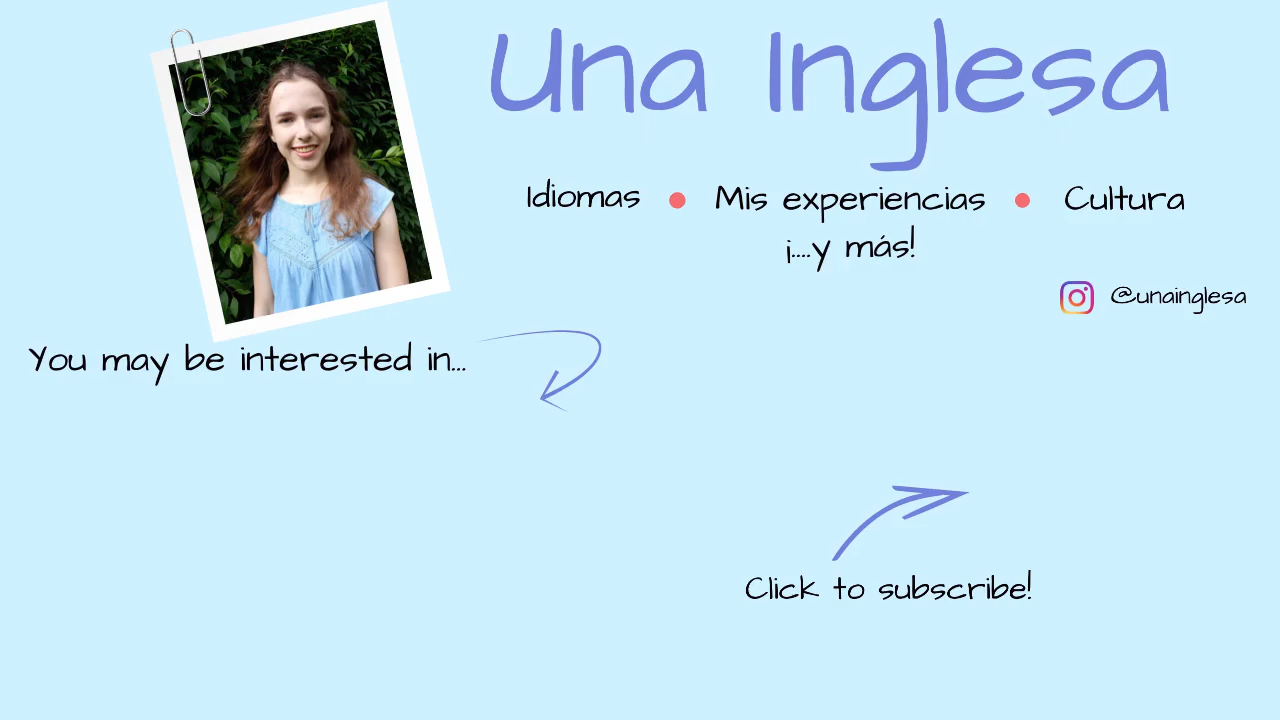 Una Inglesa
Idiomas • Mis experiencias • Cultura
¡....y más!
@unainglesa
You may be interested in...
Click to subscribe!